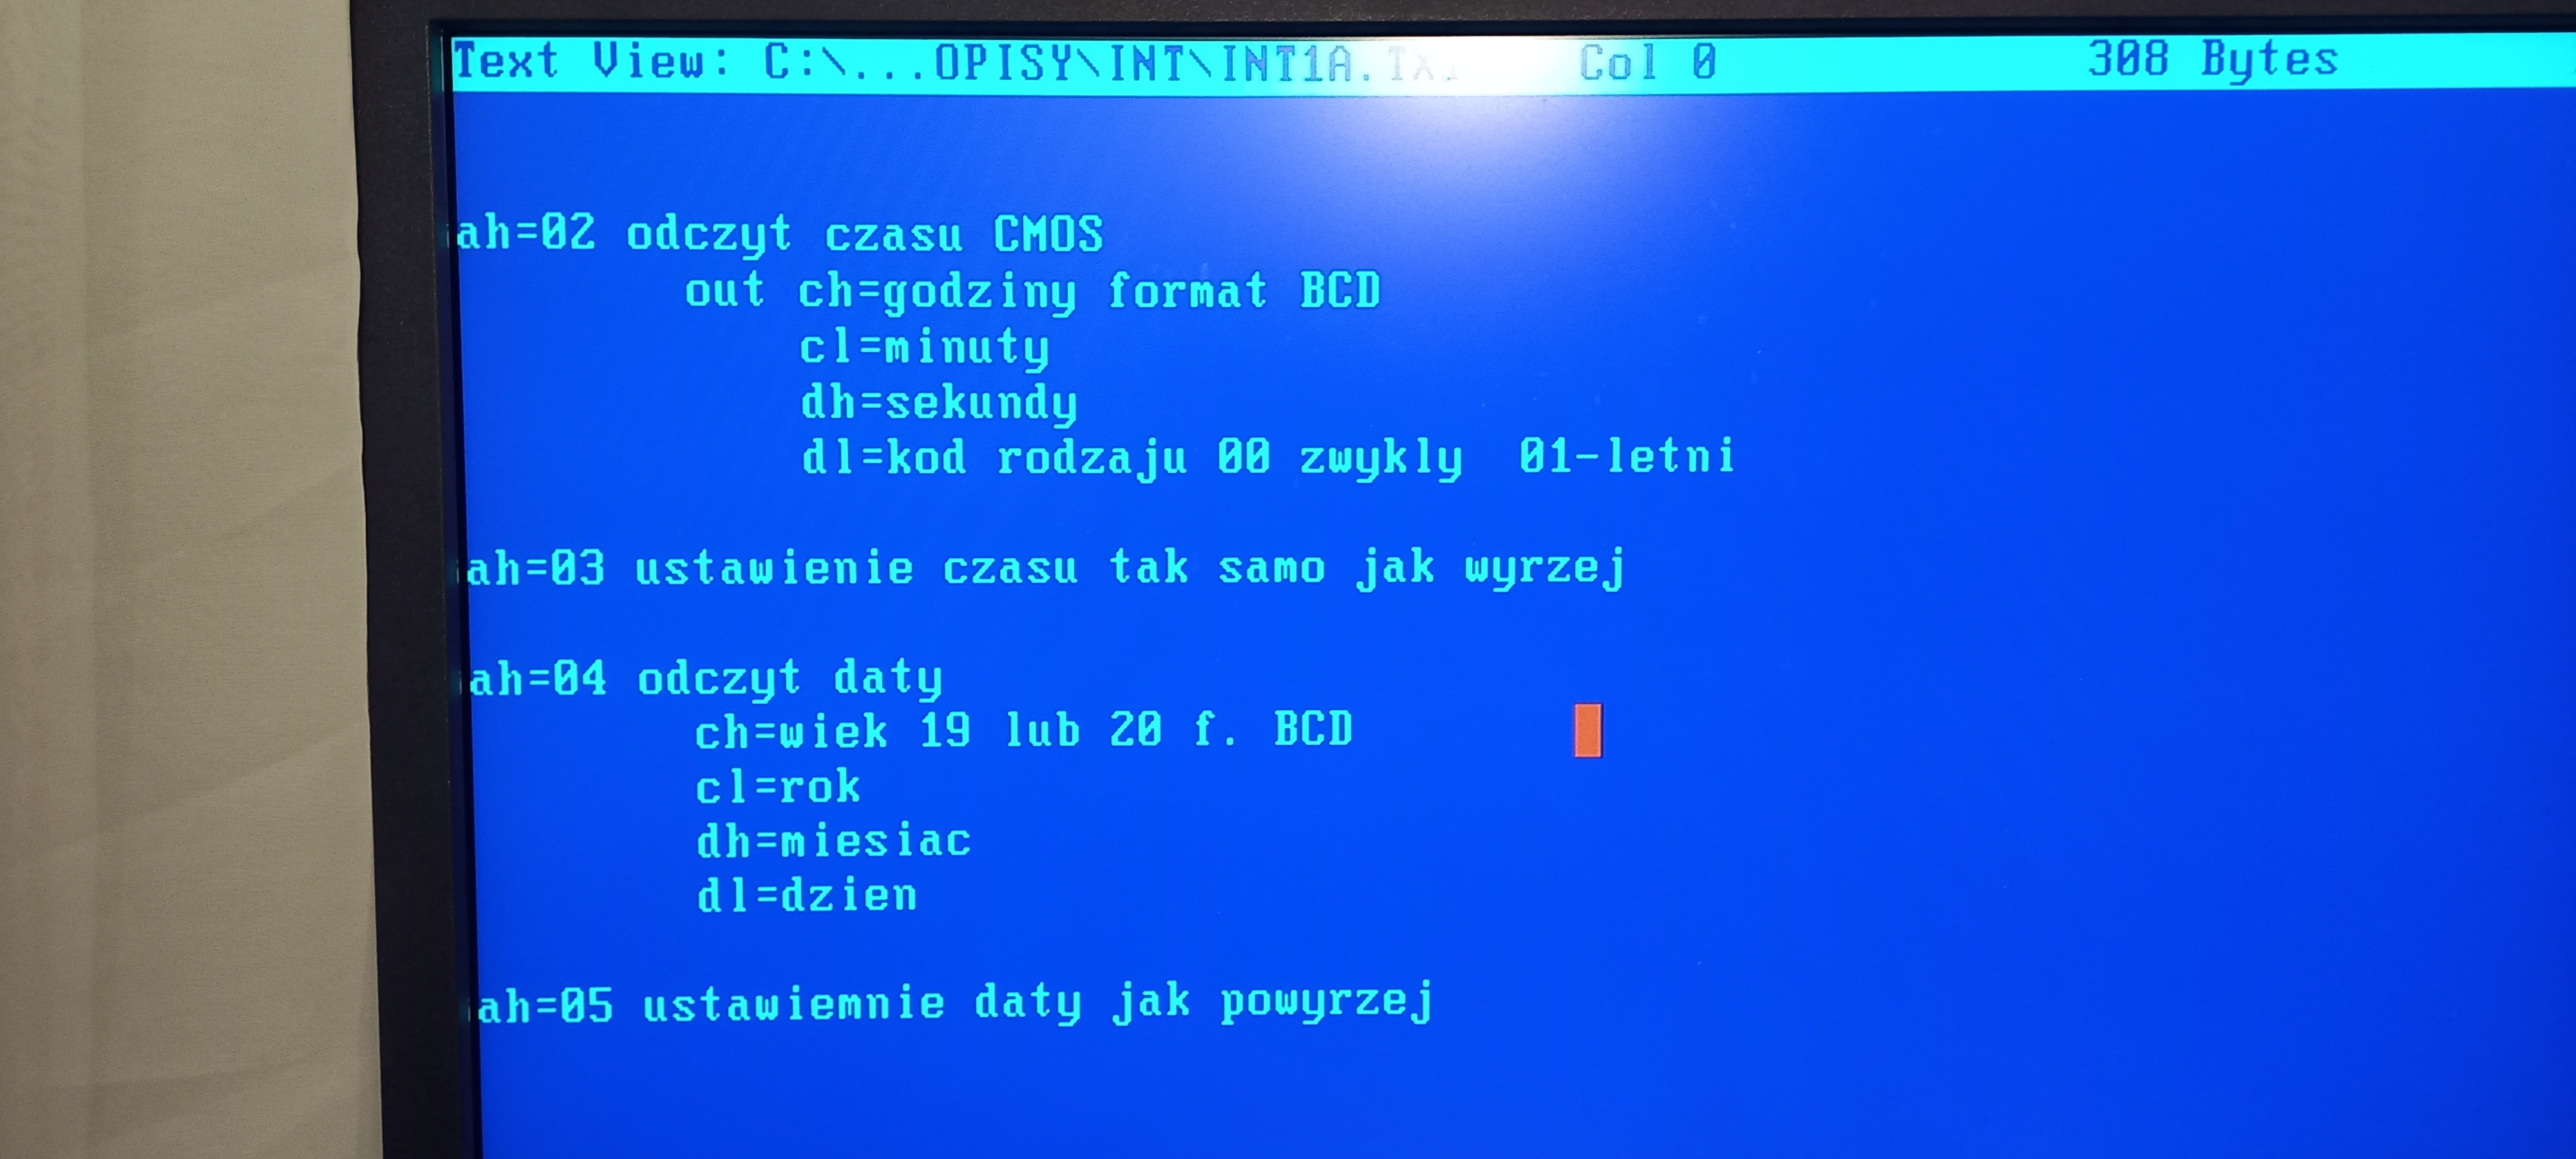 Text View: C:\...OPISY\INT\INT1A.TXT Col 0 308 Bytes
ah=02 odczyt czasu CMOS
out ch=godziny format BCD
cl=minuty
dh=sekundy
dl=kod rodzaju 00 zwykly 01-letni
ah=03 ustawienie czasu tak samo jak wyrzej
ah=04 odczyt daty
ch=wiek 19 lub 20 f. BCD
cl=rok
dh=miesiac
dl=dzien
ah=05 ustawiemnie daty jak powyrzej